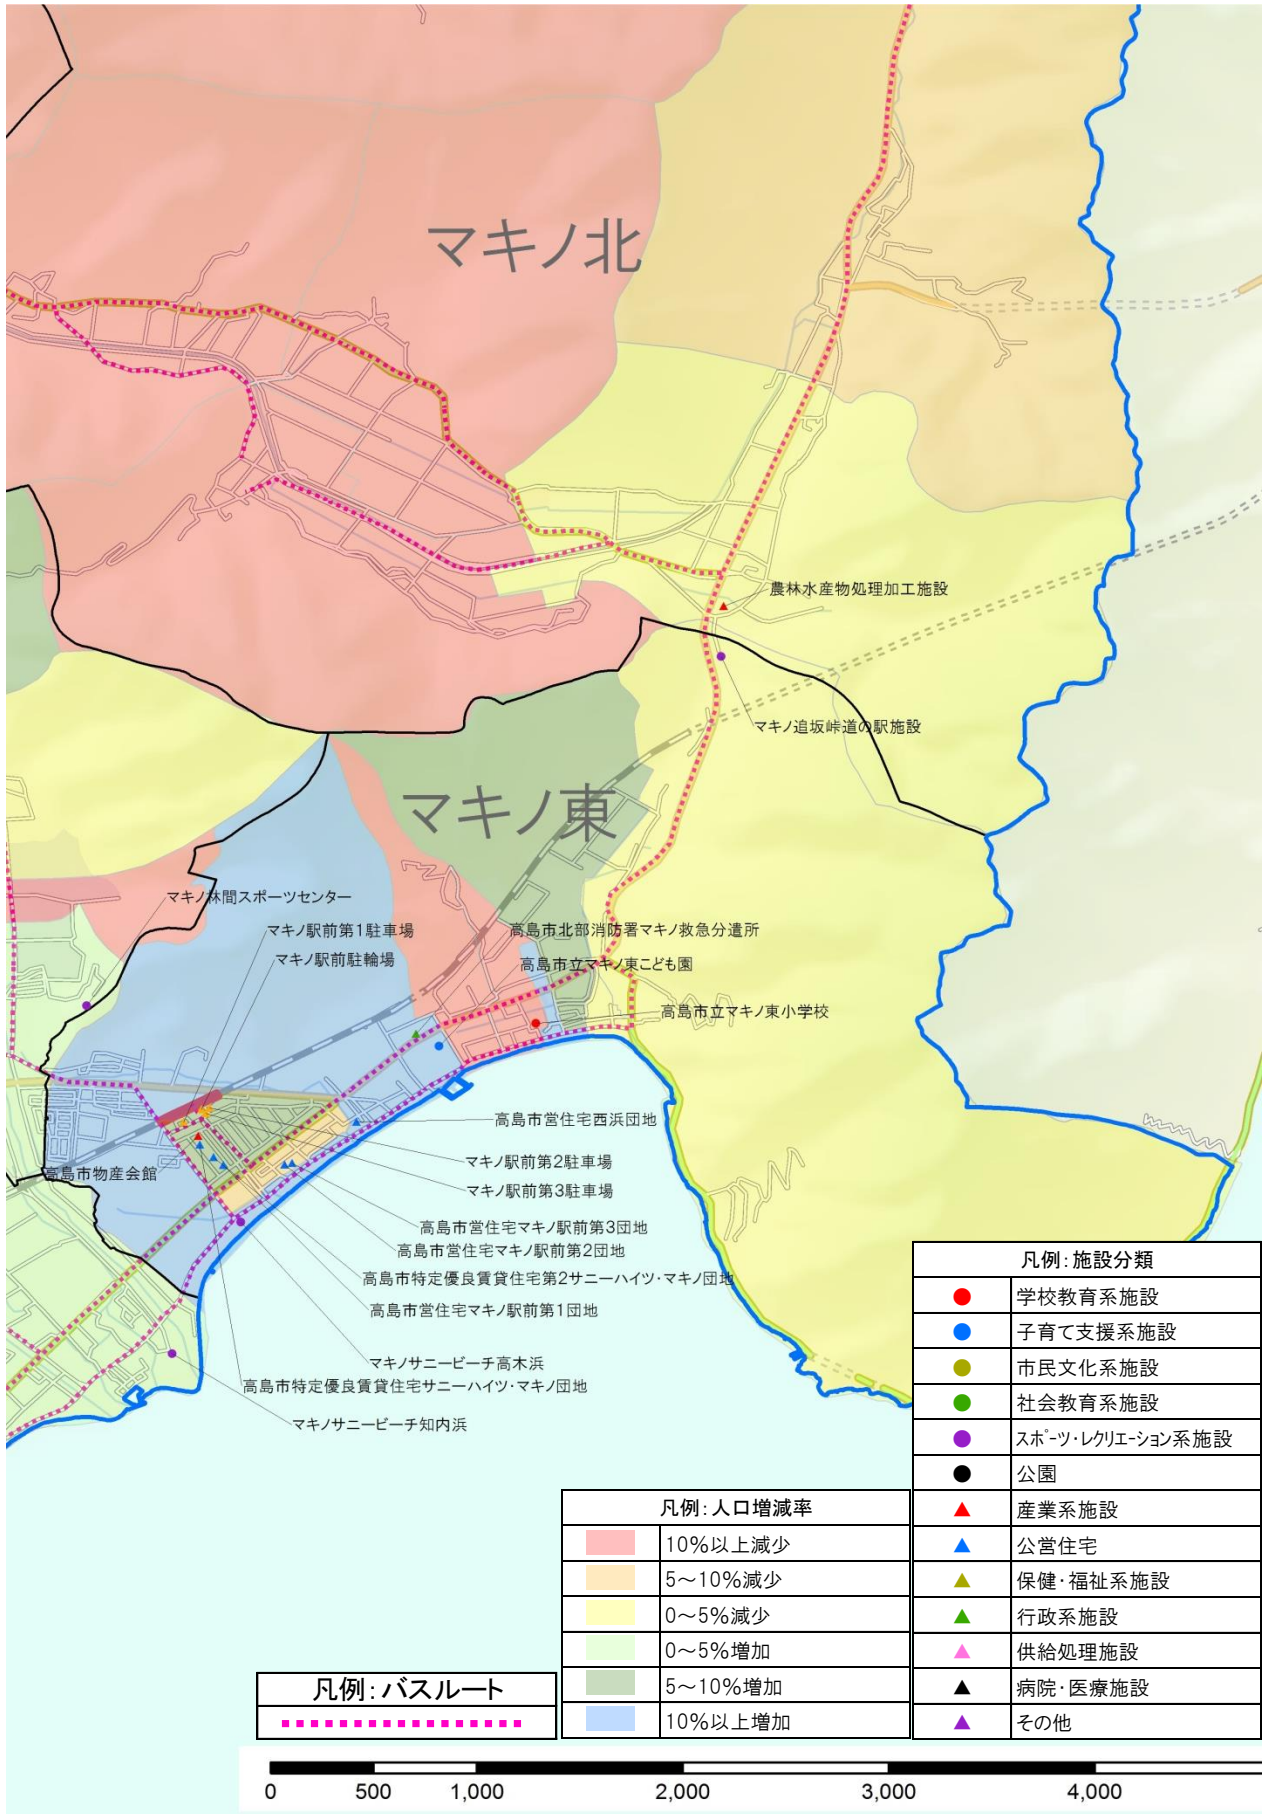 マキノ北
農林水産物処理加工施設
マキノ追坂峠道の駅施設
マキノ東
マキノ林間スポーツセンター
マキノ駅前第1駐車場
高島市北部消防署マキノ救急分遣所
マキノ駅前駐輪場
高島市立マキノ東こども園
高島市立マキノ東小学校
高島市営住宅西浜団地
マキノ駅前第2駐車場
高島市物産会館
マキノ駅前第3駐車場
高島市営住宅マキノ駅前第3団地
高島市営住宅マキノ駅前第2団地
高島市特定優良賃貸住宅第2サニーハイツ・マキノ団地
高島市営住宅マキノ駅前第1団地
マキノサニービーチ高木浜
高島市特定優良賃貸住宅サニーハイツ・マキノ団地
マキノサニービーチ知内浜
凡例:施設分類
学校教育系施設
子育て支援系施設
市民文化系施設
社会教育系施設
スポーツ・レクリエーション系施設
公園
産業系施設
公営住宅
保健・福祉系施設
行政系施設
供給処理施設
病院・医療施設
その他
凡例:人口増減率
10%以上減少
5～10%減少
0～5%減少
0～5%増加
5～10%増加
10%以上増加
凡例:バスルート
0 500 1,000 2,000 3,000 4,000